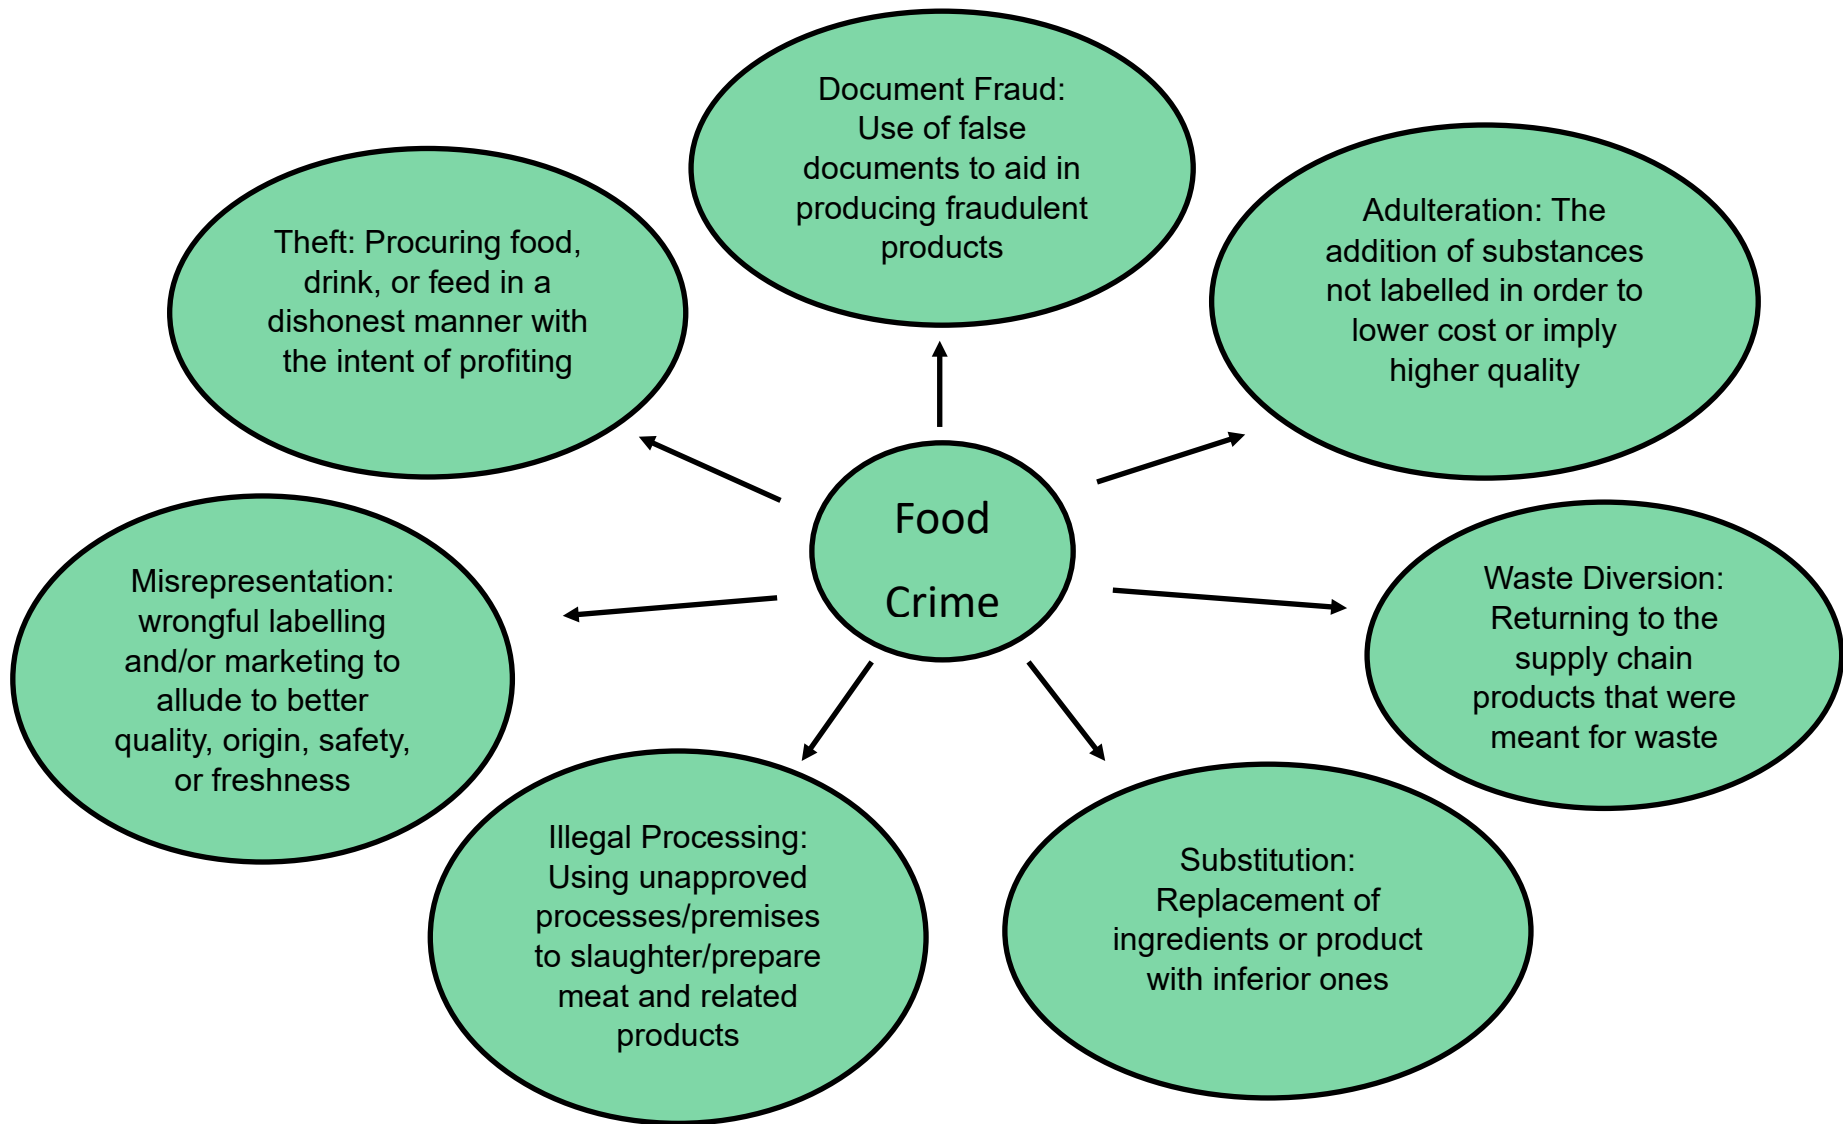 Document Fraud:
Use of false
documents to aid in
producing fraudulent
products
Adulteration: The
addition of substances
not labelled in order to
lower cost or imply
higher quality
Theft: Procuring food,
drink, or feed in a
dishonest manner with
the intent of profiting
Food
Crime
Misrepresentation:
wrongful labelling
and/or marketing to
allude to better
quality, origin, safety,
or freshness
Waste Diversion:
Returning to the
supply chain
products that were
meant for waste
Illegal Processing:
Using unapproved
processes/premises
to slaughter/prepare
meat and related
products
Substitution:
Replacement of
ingredients or product
with inferior ones